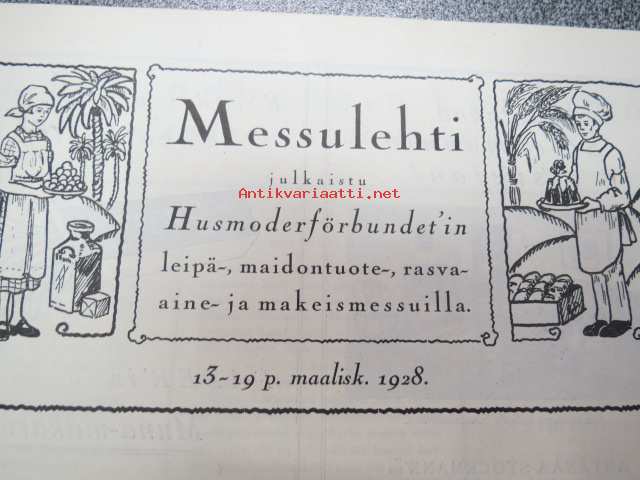 Messulehti
julkaistu
Antikvariaatti.net
Husmoderförbundet'in
leipä-, maidontuote-, rasva-
aine- ja makeismessuilla.
13-19 p. maalisk. 1928.